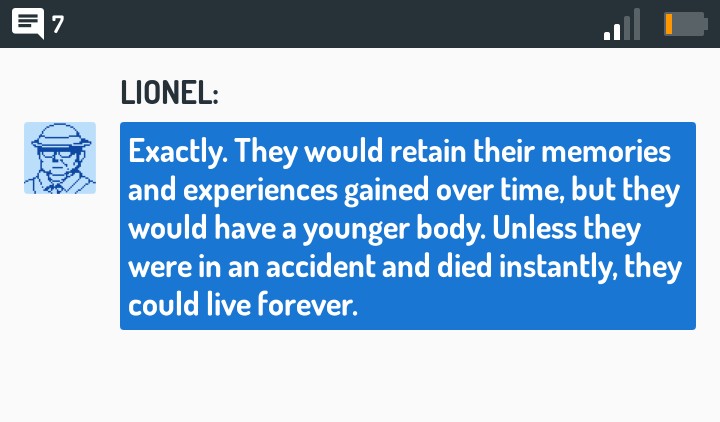 7
LIONEL:
Exactly. They would retain their memories
and experiences gained over time, but they
would have a younger body. Unless they
were in an accident and died instantly, they
could live forever.